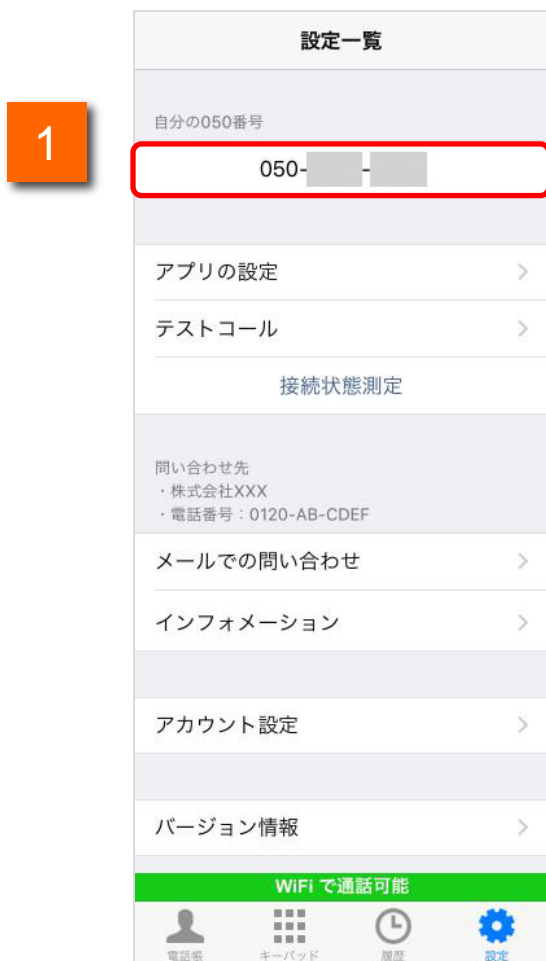 設定一覧
1
自分の050番号
050- -
アプリの設定
テストコール
接続状態測定
問い合わせ先
・株式会社XXX
・電話番号：0120-AB-CDEF
メールでの問い合わせ
インフォメーション
アカウント設定
バージョン情報
WiFi で通話可能
電話帳 キーパッド 履歴 設定